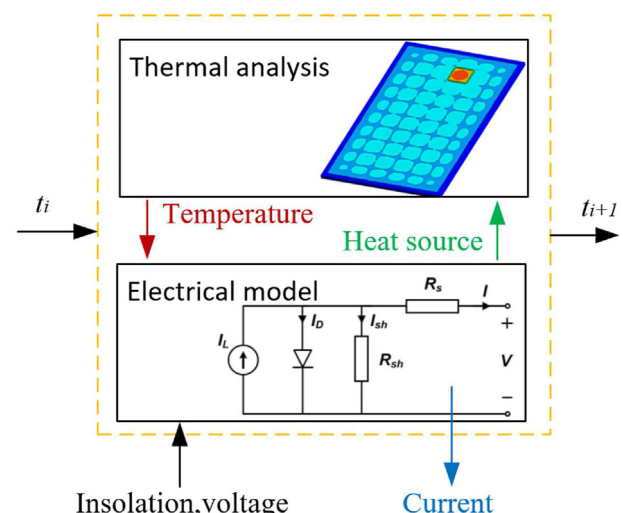 Thermal analysis
ti
ti+1
Temperature
Heat source
Electrical model
Rs
I
ID
Ish
+
IL
Rsh
V
−
Insolation,voltage
Current